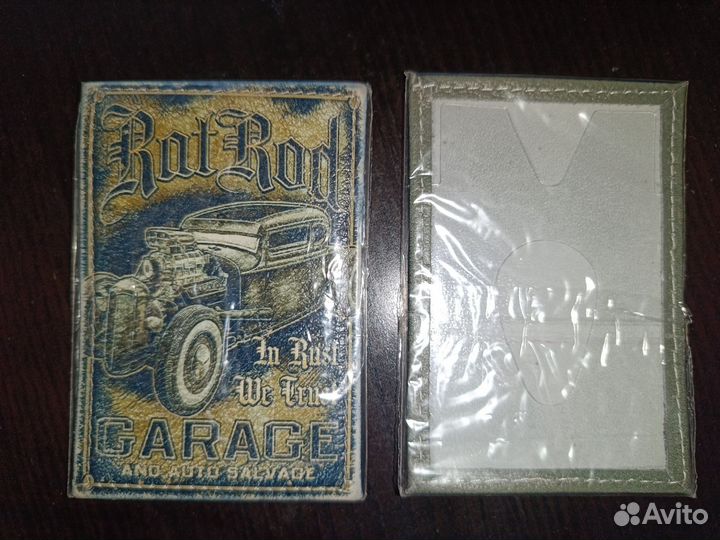 Rat Rod
In Rust
We Trust
GARAGE
AND AUTO SALVAGE
Avito